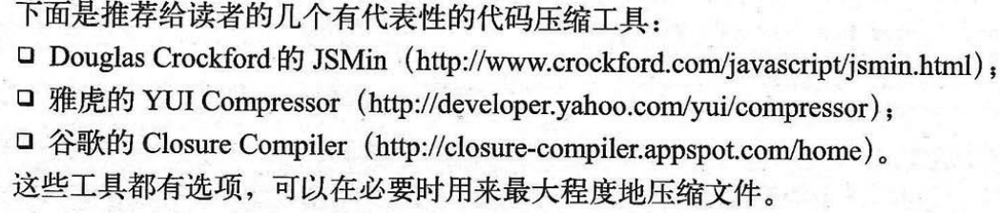 下面是推荐给读者的几个有代表性的代码压缩工具：
❑ Douglas Crockford 的 JSMin（http://www.crockford.com/javascript/jsmin.html）；
❑ 雅虎的 YUI Compressor（http://developer.yahoo.com/yui/compressor）；
❑ 谷歌的 Closure Compiler（http://closure-compiler.appspot.com/home）。
这些工具都有选项，可以在必要时用来最大程度地压缩文件。